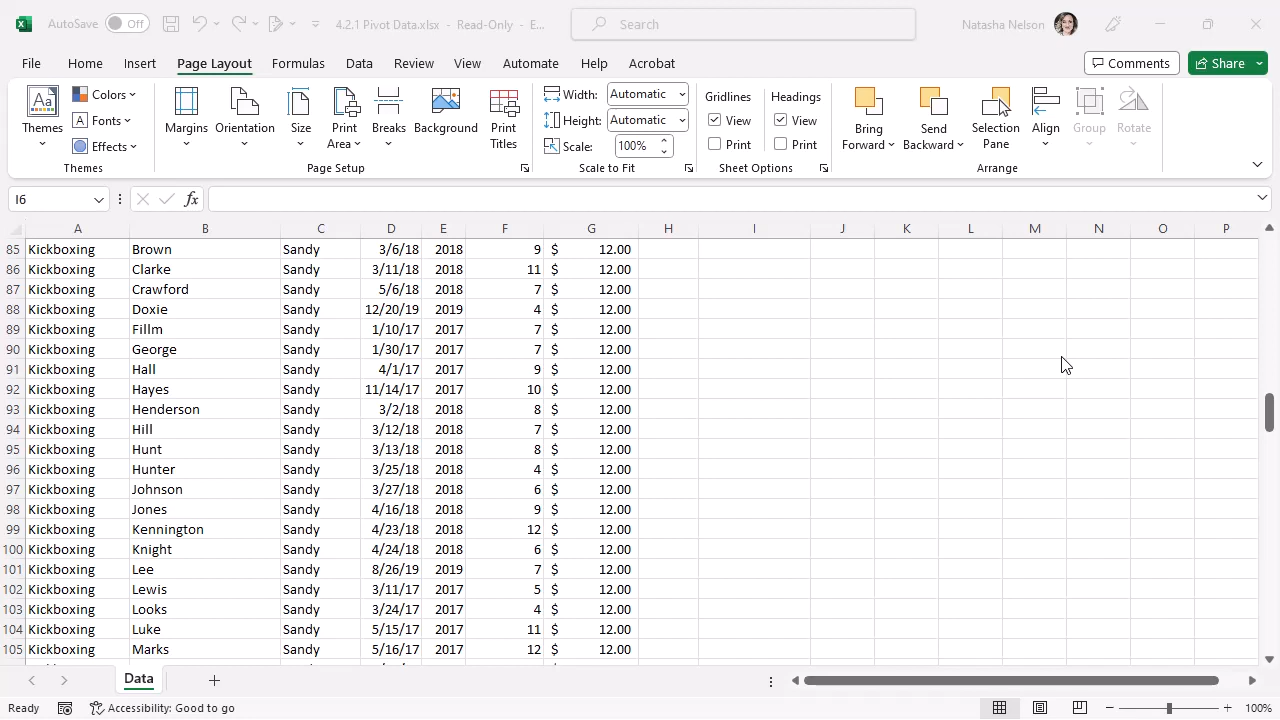 AutoSave Off 4.2.1 Pivot Data.xlsx - Read-Only - E... Search Natasha Nelson
File Home Insert Page Layout Formulas Data Review View Automate Help Acrobat Comments Share
Themes Colors Fonts Effects Themes
Margins Orientation Size Print Area Breaks Background Print Titles Page Setup
Width: Automatic Height: Automatic Scale: 100% Scale to Fit
Gridlines View Print Headings View Print Sheet Options
Bring Forward Send Backward Selection Pane Align Group Rotate Arrange
I6 fx
A B C D E F G H I J K L M N O P
85 Kickboxing Brown Sandy 3/6/18 2018 9 $ 12.00
86 Kickboxing Clarke Sandy 3/11/18 2018 11 $ 12.00
87 Kickboxing Crawford Sandy 5/6/18 2018 7 $ 12.00
88 Kickboxing Doxie Sandy 12/20/19 2019 4 $ 12.00
89 Kickboxing Fillm Sandy 1/10/17 2017 7 $ 12.00
90 Kickboxing George Sandy 1/30/17 2017 7 $ 12.00
91 Kickboxing Hall Sandy 4/1/17 2017 9 $ 12.00
92 Kickboxing Hayes Sandy 11/14/17 2017 10 $ 12.00
93 Kickboxing Henderson Sandy 3/2/18 2018 8 $ 12.00
94 Kickboxing Hill Sandy 3/12/18 2018 7 $ 12.00
95 Kickboxing Hunt Sandy 3/13/18 2018 8 $ 12.00
96 Kickboxing Hunter Sandy 3/25/18 2018 4 $ 12.00
97 Kickboxing Johnson Sandy 3/27/18 2018 6 $ 12.00
98 Kickboxing Jones Sandy 4/16/18 2018 9 $ 12.00
99 Kickboxing Kennington Sandy 4/23/18 2018 12 $ 12.00
100 Kickboxing Knight Sandy 4/24/18 2018 6 $ 12.00
101 Kickboxing Lee Sandy 8/26/19 2019 7 $ 12.00
102 Kickboxing Lewis Sandy 3/11/17 2017 5 $ 12.00
103 Kickboxing Looks Sandy 3/24/17 2017 4 $ 12.00
104 Kickboxing Luke Sandy 5/15/17 2017 11 $ 12.00
105 Kickboxing Marks Sandy 5/16/17 2017 12 $ 12.00
Data
Ready Accessibility: Good to go 100%